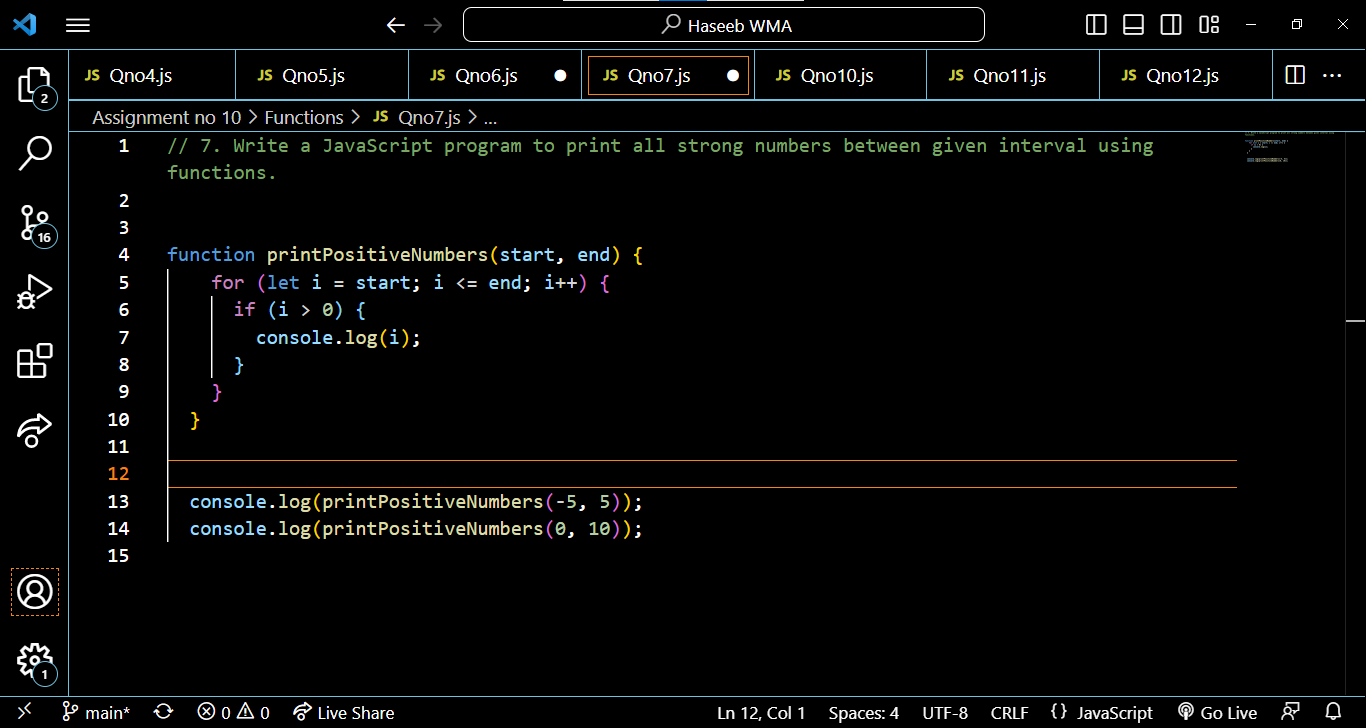 Haseeb WMA
JS Qno4.js JS Qno5.js JS Qno6.js JS Qno7.js JS Qno10.js JS Qno11.js JS Qno12.js ...
2
Assignment no 10 > Functions > JS Qno7.js > ...
1 // 7. Write a JavaScript program to print all strong numbers between given interval using
functions.
2
3
4 function printPositiveNumbers(start, end) {
5 for (let i = start; i <= end; i++) {
6 if (i > 0) {
7 console.log(i);
8 }
9 }
10 }
11
12
13 console.log(printPositiveNumbers(-5, 5));
14 console.log(printPositiveNumbers(0, 10));
15
16
1
main* 0 0 Live Share Ln 12, Col 1 Spaces: 4 UTF-8 CRLF {} JavaScript Go Live